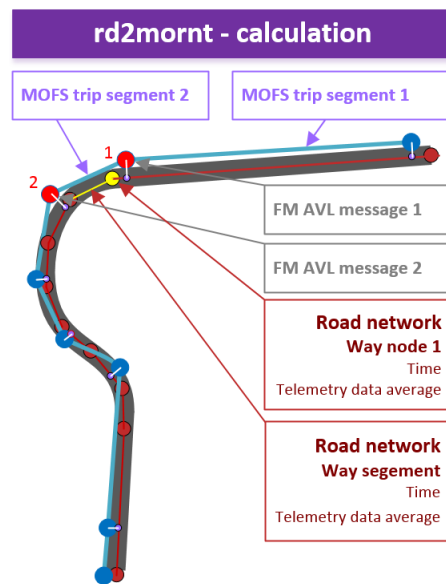 rd2mornt - calculation
MOFS trip segment 2
MOFS trip segment 1
1
2
FM AVL message 1
FM AVL message 2
Road network
Way node 1
Time
Telemetry data average
Road network
Way segement
Time
Telemetry data average